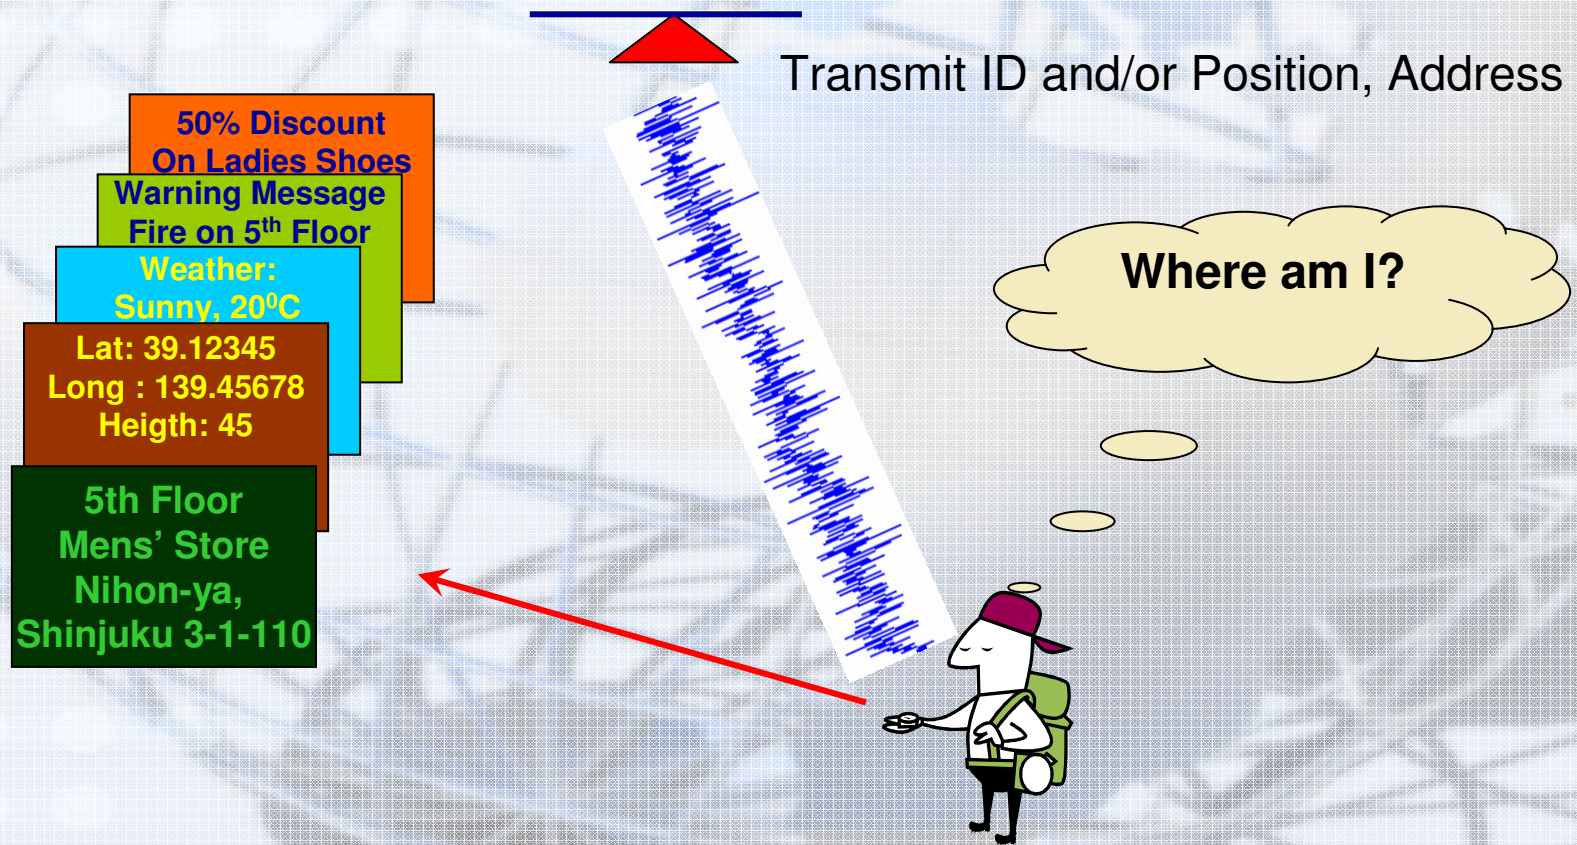 Transmit ID and/or Position, Address
50% Discount
On Ladies Shoes
Warning Message
Fire on 5th Floor
Weather:
Sunny, 20⁰C
Lat: 39.12345
Long : 139.45678
Heigth: 45
5th Floor
Mens’ Store
Nihon-ya,
Shinjuku 3-1-110
Where am I?